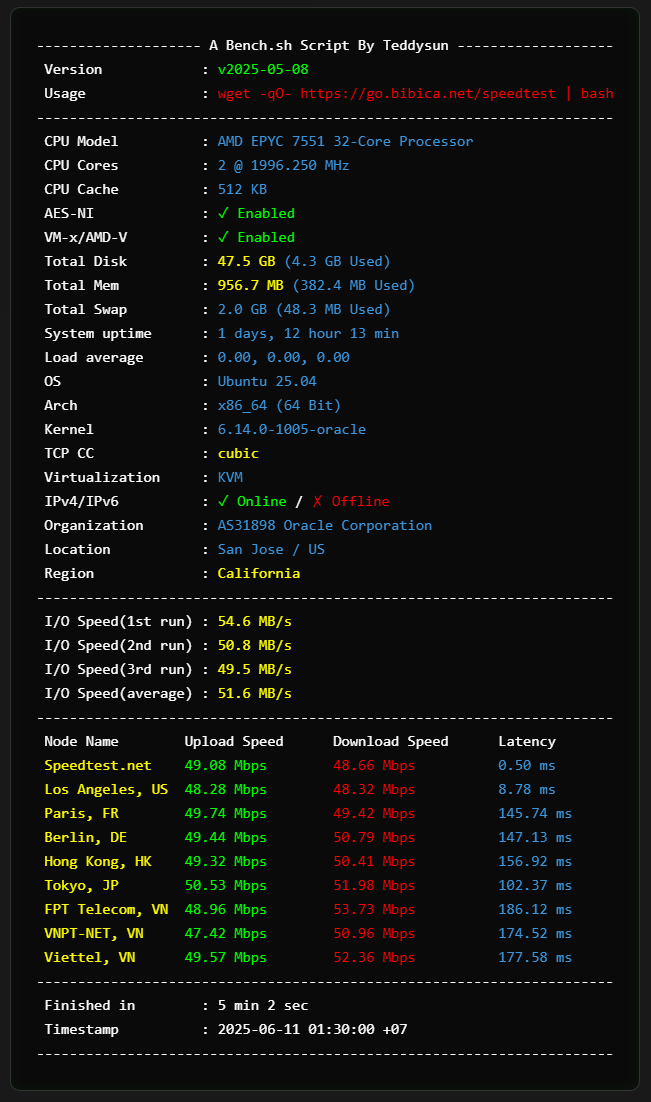 -------------------- A Bench.sh Script By Teddysun -------------------
Version : v2025-05-08
Usage : wget -qO- https://go.bibica.net/speedtest | bash
----------------------------------------------------------------------
CPU Model : AMD EPYC 7551 32-Core Processor
CPU Cores : 2 @ 1996.250 MHz
CPU Cache : 512 KB
AES-NI : ✓ Enabled
VM-x/AMD-V : ✓ Enabled
Total Disk : 47.5 GB (4.3 GB Used)
Total Mem : 956.7 MB (382.4 MB Used)
Total Swap : 2.0 GB (48.3 MB Used)
System uptime : 1 days, 12 hour 13 min
Load average : 0.00, 0.00, 0.00
OS : Ubuntu 25.04
Arch : x86_64 (64 Bit)
Kernel : 6.14.0-1005-oracle
TCP CC : cubic
Virtualization : KVM
IPv4/IPv6 : ✓ Online / ✗ Offline
Organization : AS31898 Oracle Corporation
Location : San Jose / US
Region : California
----------------------------------------------------------------------
I/O Speed(1st run) : 54.6 MB/s
I/O Speed(2nd run) : 50.8 MB/s
I/O Speed(3rd run) : 49.5 MB/s
I/O Speed(average) : 51.6 MB/s
----------------------------------------------------------------------
Node Name Upload Speed Download Speed Latency
Speedtest.net 49.08 Mbps 48.66 Mbps 0.50 ms
Los Angeles, US 48.28 Mbps 48.32 Mbps 8.78 ms
Paris, FR 49.74 Mbps 49.42 Mbps 145.74 ms
Berlin, DE 49.44 Mbps 50.79 Mbps 147.13 ms
Hong Kong, HK 49.32 Mbps 50.41 Mbps 156.92 ms
Tokyo, JP 50.53 Mbps 51.98 Mbps 102.37 ms
FPT Telecom, VN 48.96 Mbps 53.73 Mbps 186.12 ms
VNPT-NET, VN 47.42 Mbps 50.96 Mbps 174.52 ms
Viettel, VN 49.57 Mbps 52.36 Mbps 177.58 ms
----------------------------------------------------------------------
Finished in : 5 min 2 sec
Timestamp : 2025-06-11 01:30:00 +07
----------------------------------------------------------------------